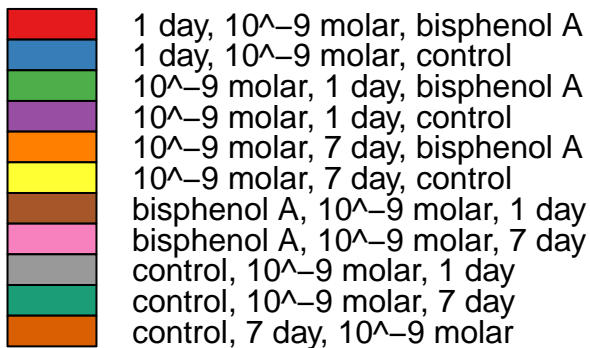 1 day, 10^−9 molar, bisphenol A
1 day, 10^−9 molar, control
10^−9 molar, 1 day, bisphenol A
10^−9 molar, 1 day, control
10^−9 molar, 7 day, bisphenol A
10^−9 molar, 7 day, control
bisphenol A, 10^−9 molar, 1 day
bisphenol A, 10^−9 molar, 7 day
control, 10^−9 molar, 1 day
control, 10^−9 molar, 7 day
control, 7 day, 10^−9 molar